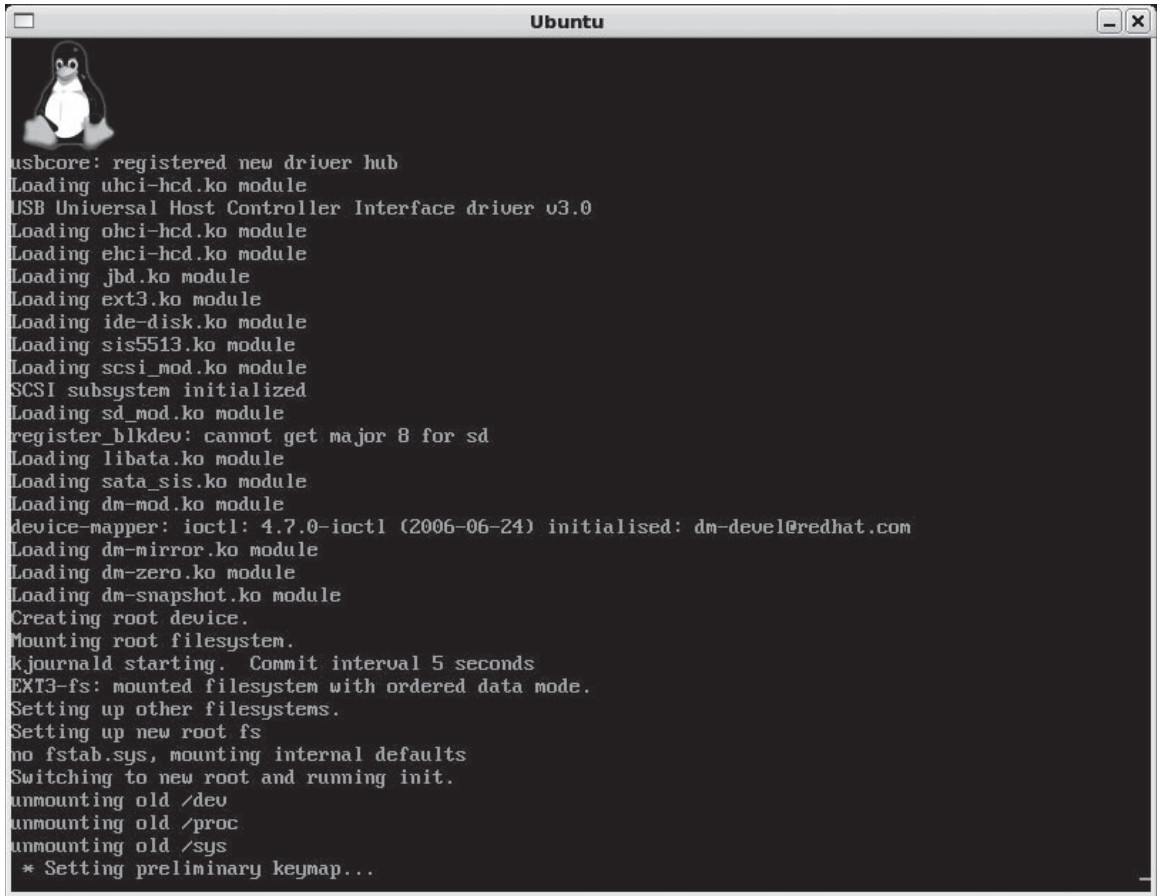 Ubuntu
usbcore: registered new driver hub
Loading uhci-hcd.ko module
USB Universal Host Controller Interface driver v3.0
Loading ohci-hcd.ko module
Loading ehci-hcd.ko module
Loading jbd.ko module
Loading ext3.ko module
Loading ide-disk.ko module
Loading sis5513.ko module
Loading scsi_mod.ko module
SCSI subsystem initialized
Loading sd_mod.ko module
register_blkdev: cannot get major 8 for sd
Loading libata.ko module
Loading sata_sis.ko module
Loading dm-mod.ko module
device-mapper: ioctl: 4.7.0-ioctl (2006-06-24) initialised: dm-devel@redhat.com
Loading dm-mirror.ko module
Loading dm-zero.ko module
Loading dm-snapshot.ko module
Creating root device.
Mounting root filesystem.
kjournald starting.  Commit interval 5 seconds
EXT3-fs: mounted filesystem with ordered data mode.
Setting up other filesystems.
Setting up new root fs
no fstab.sys, mounting internal defaults
Switching to new root and running init.
unmounting old /dev
unmounting old /proc
unmounting old /sys
 * Setting preliminary keymap...